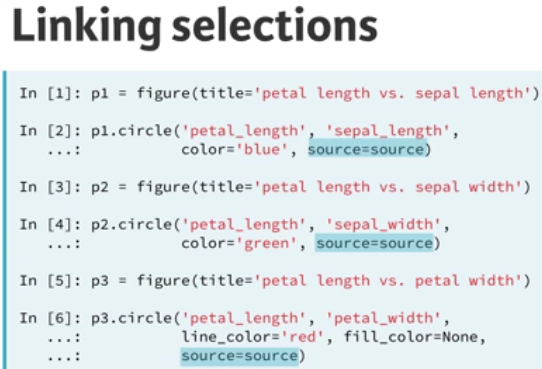 Linking selections
In [1]: p1 = figure(title='petal length vs. sepal length')
In [2]: p1.circle('petal_length', 'sepal_length',
...: color='blue', source=source)
In [3]: p2 = figure(title='petal length vs. sepal width')
In [4]: p2.circle('petal_length', 'sepal_width',
...: color='green', source=source)
In [5]: p3 = figure(title='petal length vs. petal width')
In [6]: p3.circle('petal_length', 'petal_width',
...: line_color='red', fill_color=None,
...: source=source)